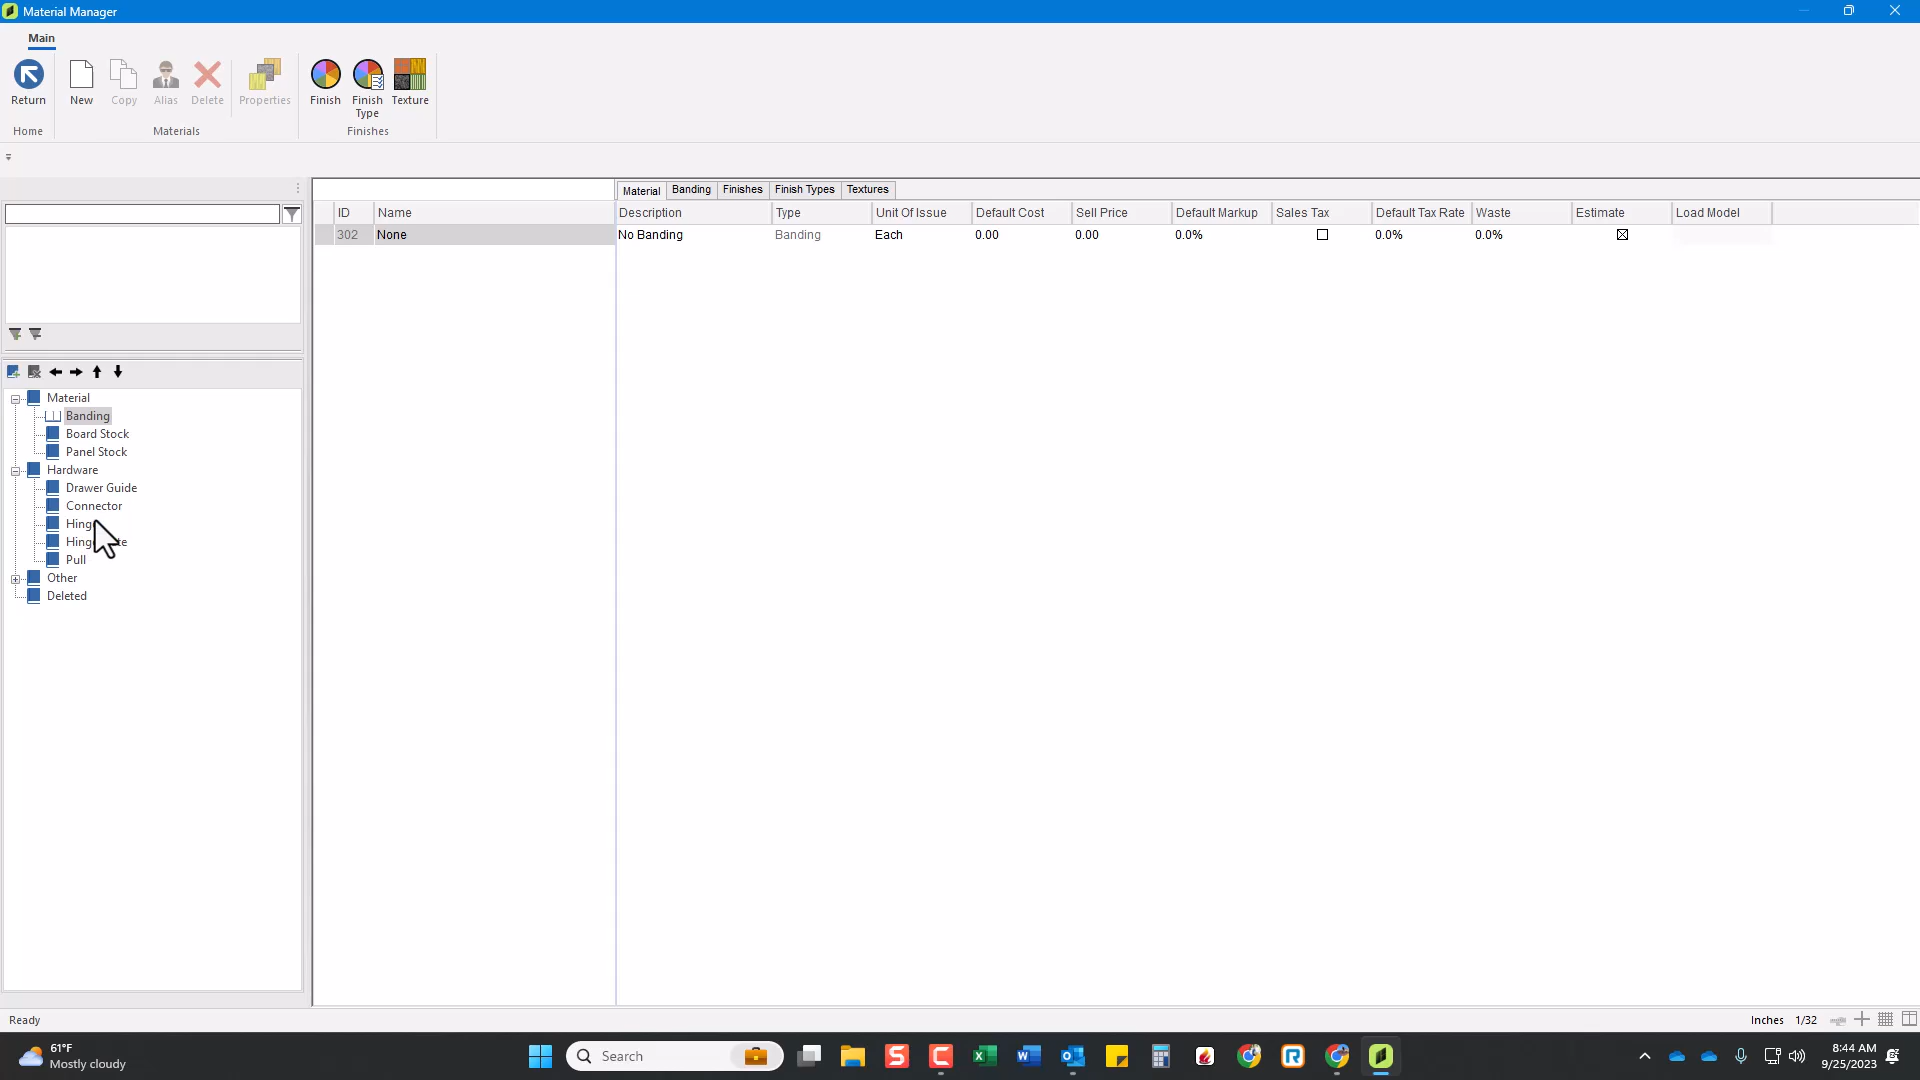 Material Manager
Main
Return New Copy Alias Delete Properties Finish Finish Type Texture
Home Materials Finishes
Material Banding Finishes Finish Types Textures
ID Name Description Type Unit Of Issue Default Cost Sell Price Default Markup Sales Tax Default Tax Rate Waste Estimate Load Model
302 None No Banding Banding Each 0.00 0.00 0.0% 0.0% 0.0%
Material
Banding
Board Stock
Panel Stock
Hardware
Drawer Guide
Connector
Pull
Other
Deleted
Ready Inches 1/32
61°F
Mostly cloudy
Search
8:44 AM
9/25/2023